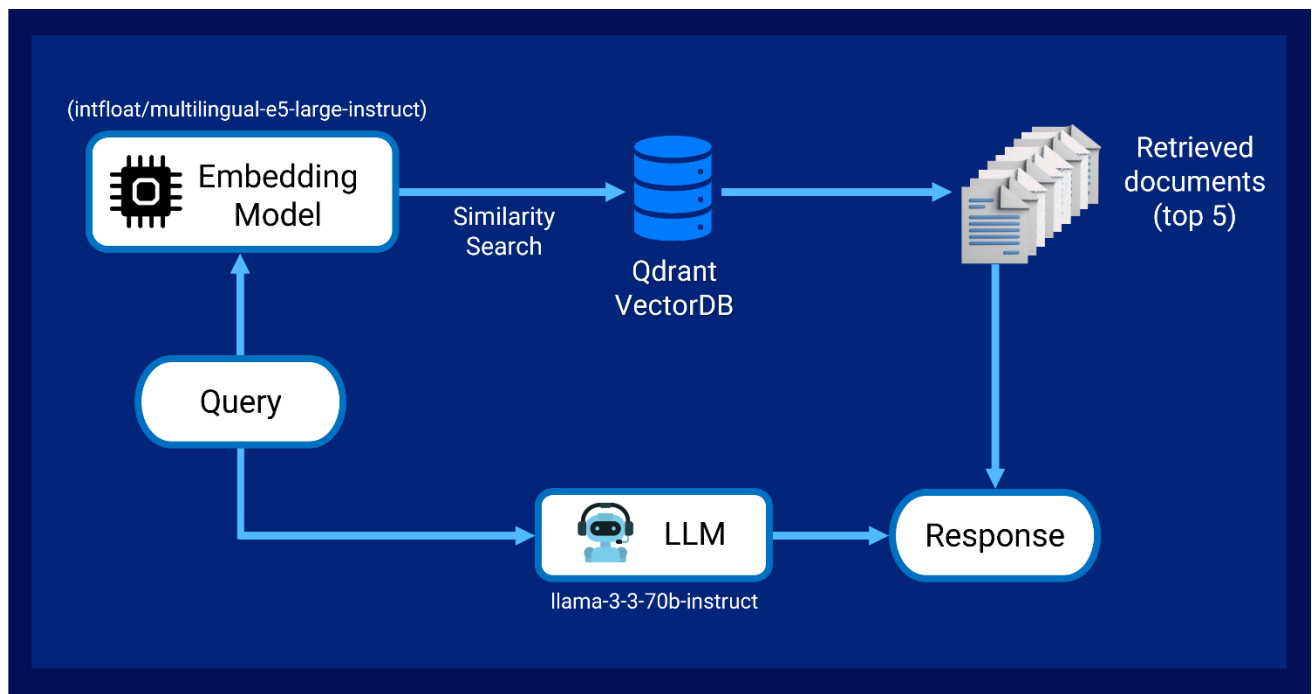 (intfloat/multilingual-e5-large-instruct)
Embedding
Model
Similarity
Search
Qdrant
VectorDB
Retrieved
documents
(top 5)
Query
LLM
llama-3-3-70b-instruct
Response